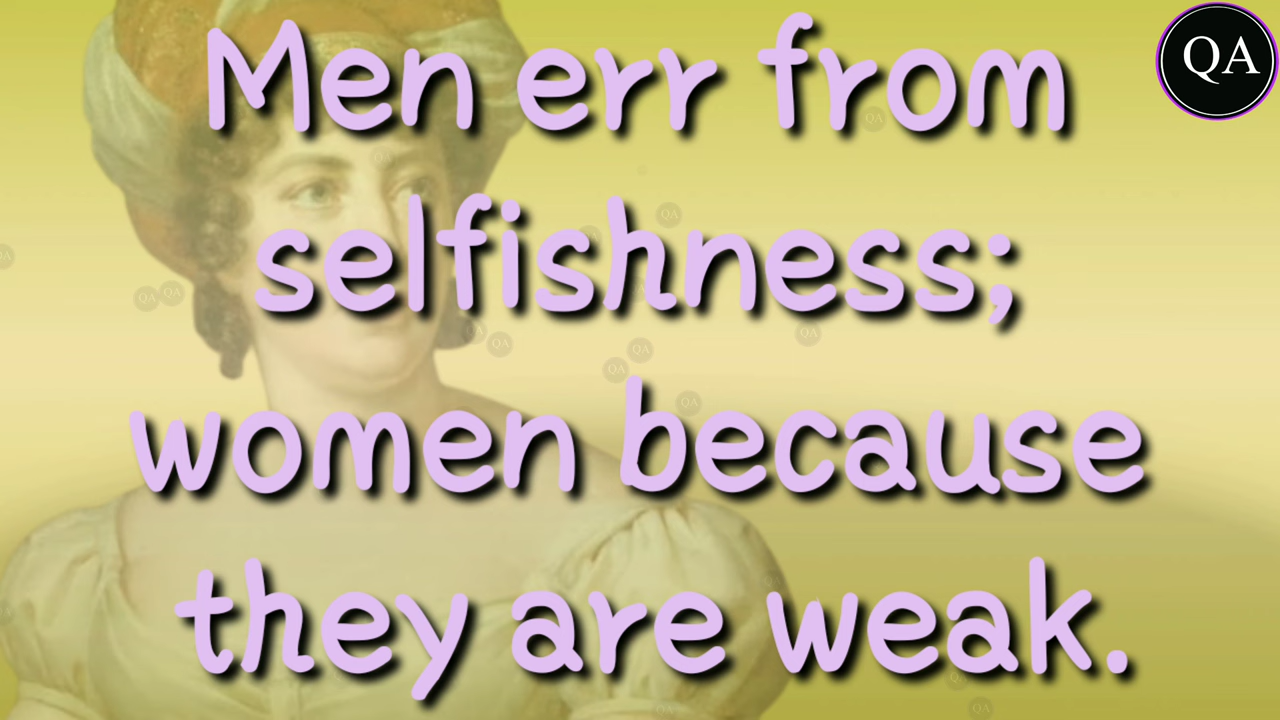 QA
Men err from
selfishness;
women because
they are weak.